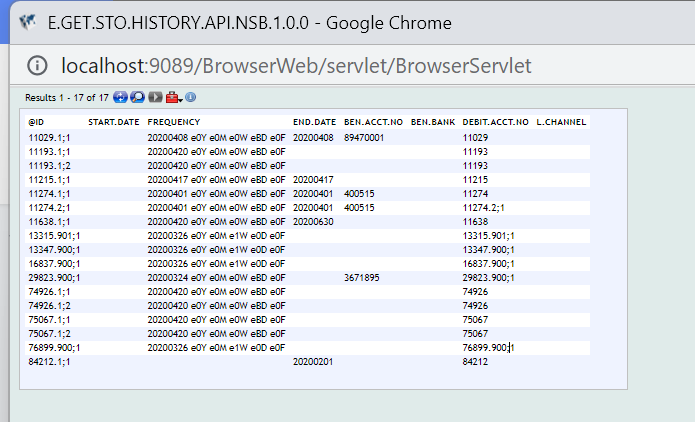 E.GET.STO.HISTORY.API.NSB.1.0.0 - Google Chrome
localhost:9089/BrowserWeb/servlet/BrowserServlet
Results 1 - 17 of 17
@ID START.DATE FREQUENCY END.DATE BEN.ACCT.NO BEN.BANK DEBIT.ACCT.NO L.CHANNEL
11029.1;1 20200408 e0Y e0M e0W eBD e0F 20200408 89470001 11029
11193.1;1 20200420 e0Y e0M e0W eBD e0F 11193
11193.1;2 20200420 e0Y e0M e0W eBD e0F 11193
11215.1;1 20200417 e0Y e0M e0W eBD e0F 20200417 11215
11274.1;1 20200401 e0Y e0M e0W eBD e0F 20200401 400515 11274
11274.2;1 20200401 e0Y e0M e0W eBD e0F 20200401 400515 11274.2;1
11638.1;1 20200420 e0Y e0M e0W eBD e0F 20200630 11638
13315.901;1 20200326 e0Y e0M e1W e0D e0F 13315.901;1
13347.900;1 20200326 e0Y e0M e1W e0D e0F 13347.900;1
16837.900;1 20200326 e0Y e0M e1W e0D e0F 16837.900;1
29823.900;1 20200324 e0Y e0M e0W eBD e0F 3671895 29823.900;1
74926.1;1 20200420 e0Y e0M e0W eBD e0F 74926
74926.1;2 20200420 e0Y e0M e0W eBD e0F 74926
75067.1;1 20200420 e0Y e0M e0W eBD e0F 75067
75067.1;2 20200420 e0Y e0M e0W eBD e0F 75067
76899.900;1 20200326 e0Y e0M e1W e0D e0F 76899.900;1
84212.1;1 20200201 84212